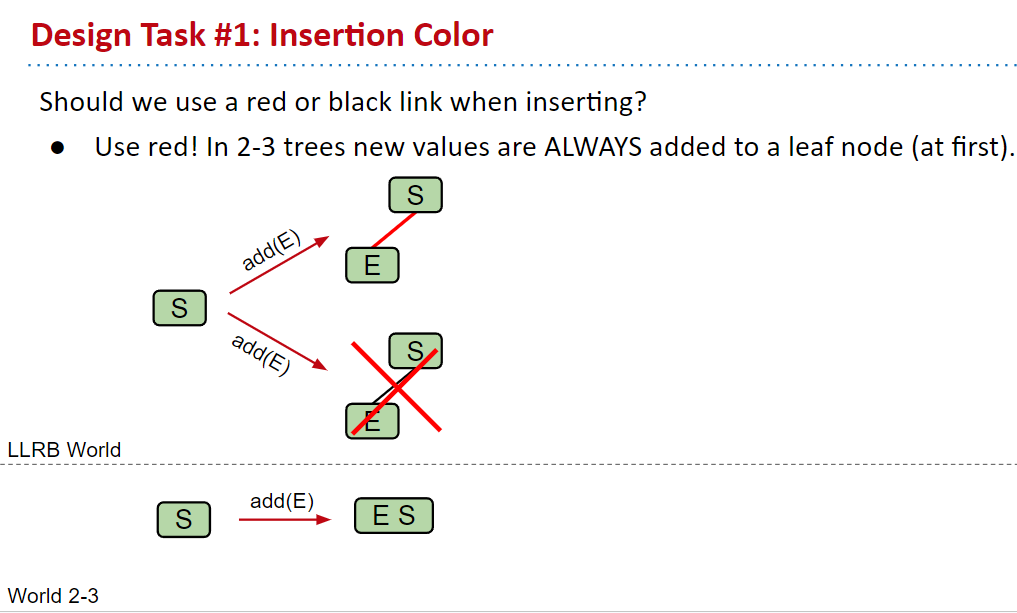 Design Task #1: Insertion Color
Should we use a red or black link when inserting?
● Use red! In 2-3 trees new values are ALWAYS added to a leaf node (at first).
S
add(E)
E
S
add(E)
S
E
LLRB World
S
add(E)
E S
World 2-3